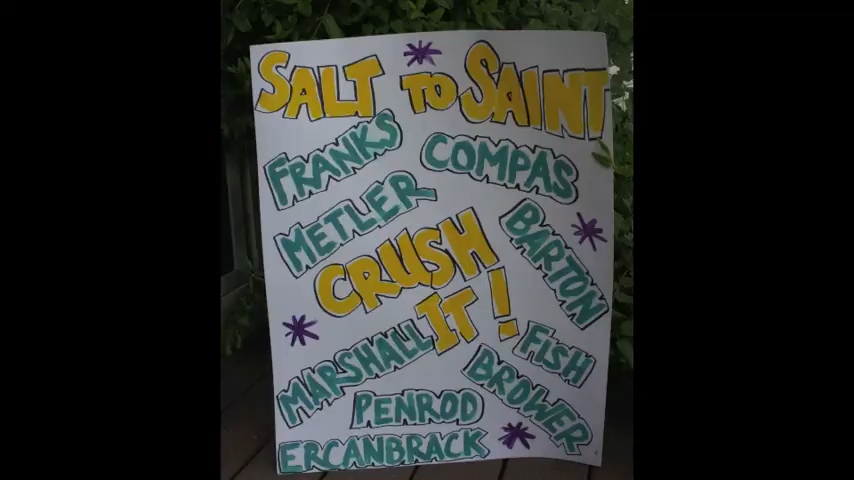 SALT TO SAINT
FRANKS
COMPAS
METLER
BARTON
CRUSH
IT!
MARSHALL
FISH
BROWER
PENROD
ERCANBRACK